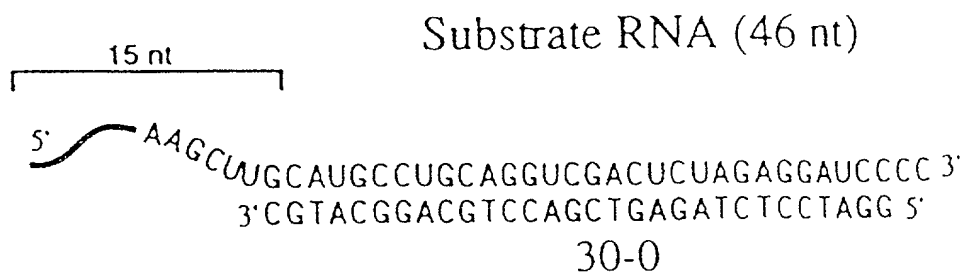 Substrate RNA (46 nt)
15 nt
5' AAGCUUGCAUGCCUGCAGGUCGACUCUAGAGGAUCCCC 3'
3' CGTACGGACGTCCAGCTGAGATCTCCTAGG 5'
30-0